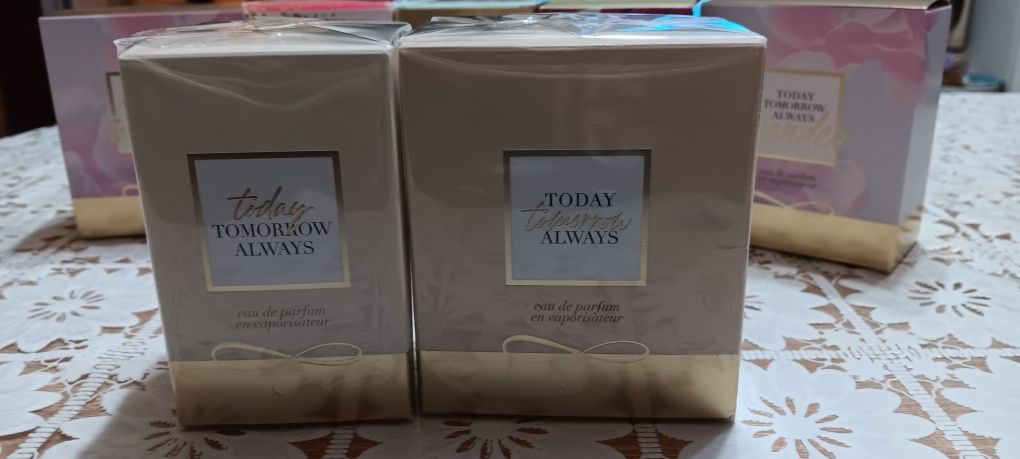 today
TOMORROW
ALWAYS
eau de parfum
en vaporisateur
TODAY
tomorrow
ALWAYS
eau de parfum
en vaporisateur
TODAY
TOMORROW
ALWAYS
eau de parfum
en vaporisateur